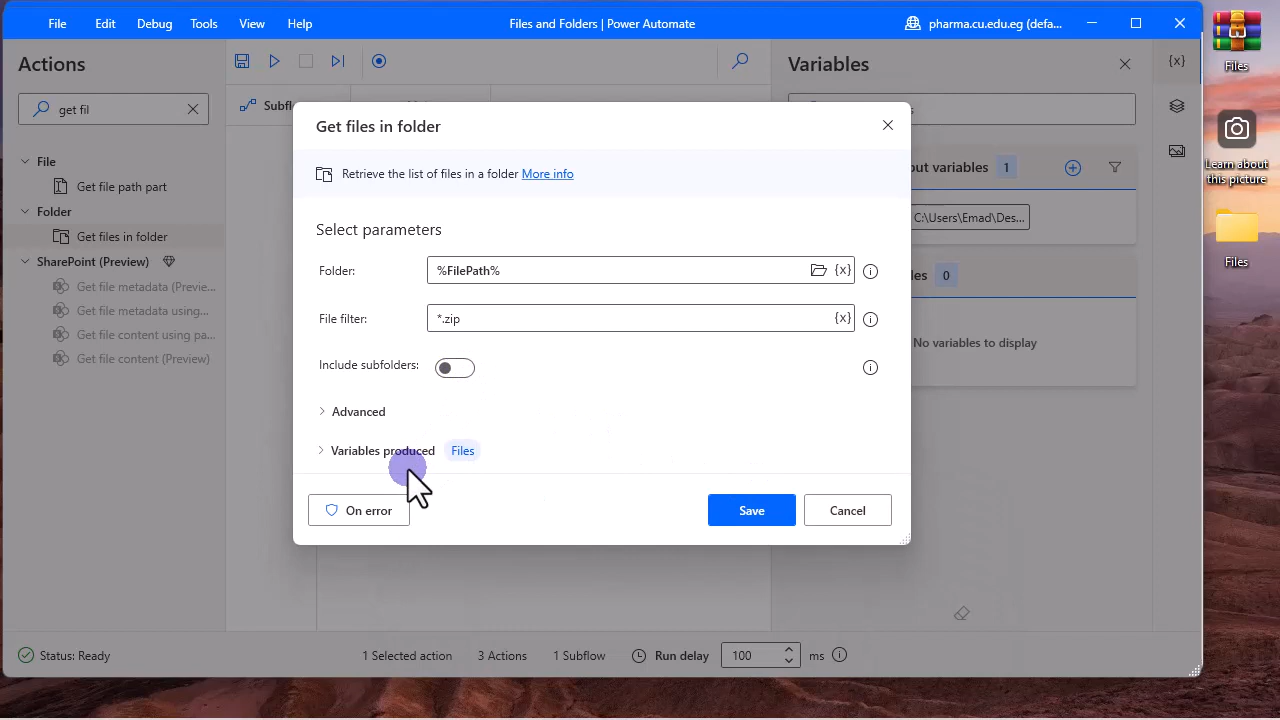 File Edit Debug Tools View Help
Files and Folders | Power Automate
pharma.cu.edu.eg (defa...
Actions
get fil
File
Get file path part
Folder
Get files in folder
SharePoint (Preview)
Get file metadata (Previe...
Get file metadata using...
Get file content using pa...
Get file content (Preview)
Subfl
Get files in folder
Retrieve the list of files in a folder More info
Select parameters
Folder: %FilePath% {x}
File filter: *.zip {x}
Include subfolders:
Advanced
Variables produced Files
On error
Save
Cancel
Variables
{x}
put variables 1
C:\Users\Emad\Des...
les 0
No variables to display
Status: Ready
1 Selected action
3 Actions
1 Subflow
Run delay 100 ms
Files
Learn about
this picture
Files